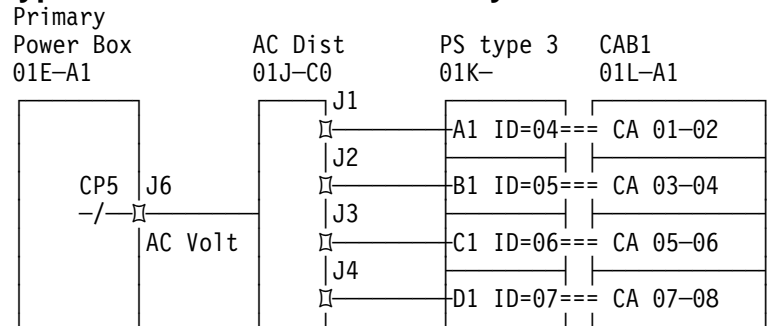 Primary
Power Box AC Dist PS type 3 CAB1
01E—A1 01J—C0 01K— 01L—A1
J1
A1 ID=04=== CA 01—02
J2
CP5 J6 B1 ID=05=== CA 03—04
J3
AC Volt C1 ID=06=== CA 05—06
J4
D1 ID=07=== CA 07—08